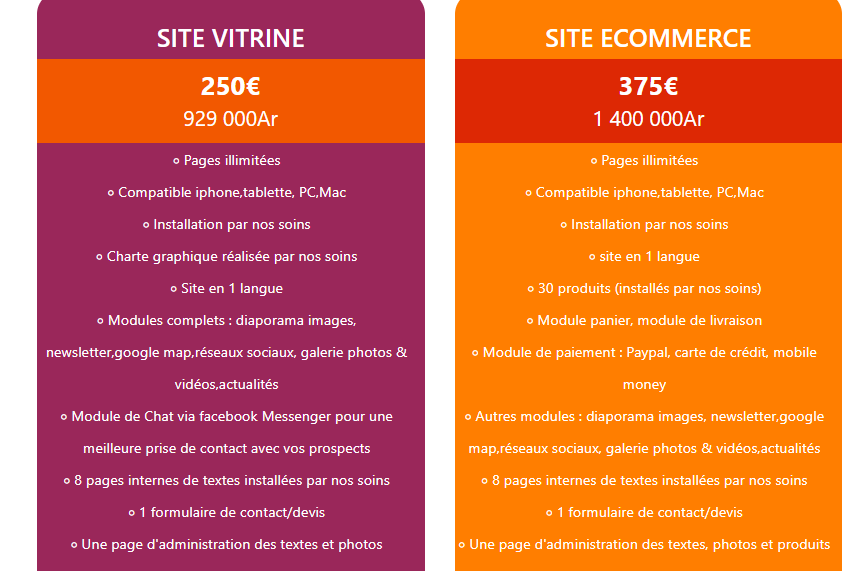 SITE VITRINE
250€
929 000Ar
Pages illimitées
Compatible iphone,tablette, PC,Mac
Installation par nos soins
Charte graphique réalisée par nos soins
Site en 1 langue
Modules complets : diaporama images,
newsletter,google map,réseaux sociaux, galerie photos &
vidéos,actualités
Module de Chat via facebook Messenger pour une
meilleure prise de contact avec vos prospects
8 pages internes de textes installées par nos soins
1 formulaire de contact/devis
Une page d'administration des textes et photos
SITE ECOMMERCE
375€
1 400 000Ar
Pages illimitées
Compatible iphone,tablette, PC,Mac
Installation par nos soins
site en 1 langue
30 produits (installés par nos soins)
Module panier, module de livraison
Module de paiement : Paypal, carte de crédit, mobile
money
Autres modules : diaporama images, newsletter,google
map,réseaux sociaux, galerie photos & vidéos,actualités
8 pages internes de textes installées par nos soins
1 formulaire de contact/devis
Une page d'administration des textes, photos et produits